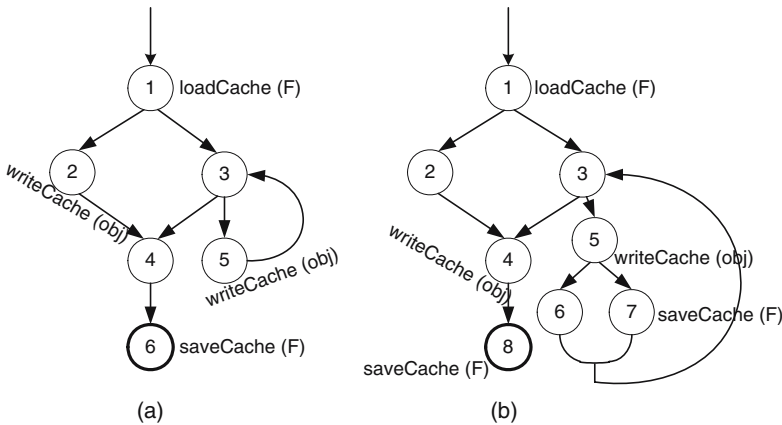 1
loadCache (F)
2
3
writeCache (obj)
4
5
writeCache (obj)
6
saveCache (F)
(a)
1
loadCache (F)
2
3
writeCache (obj)
4
5
writeCache (obj)
6
7
saveCache (F)
8
saveCache (F)
(b)